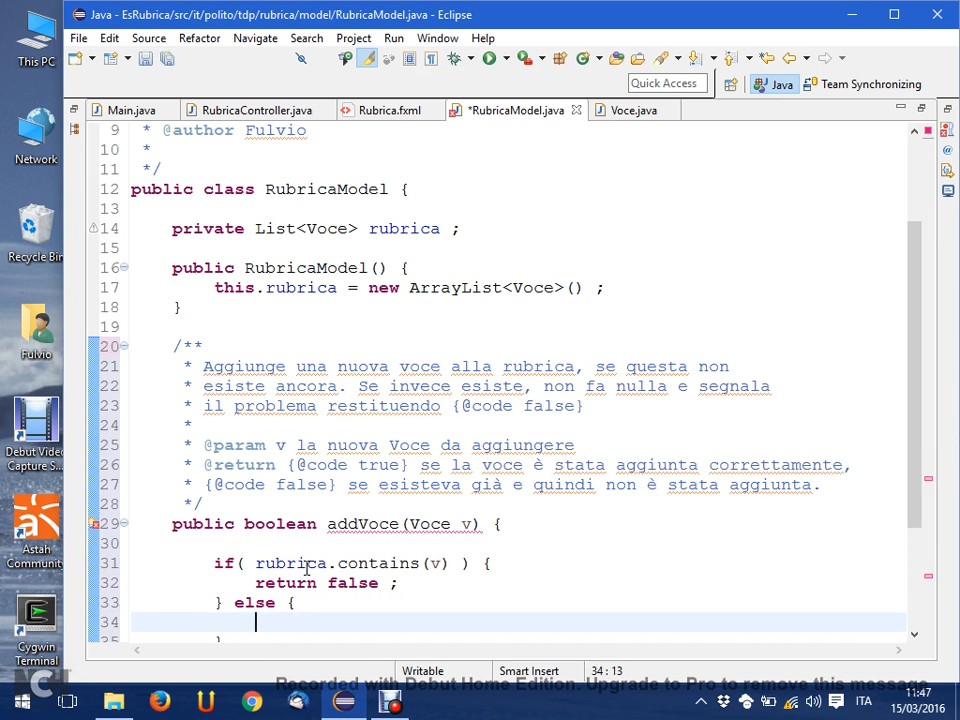 This PC
Java - EsRubrica/src/it/polito/tdp/rubrica/model/RubricaModel.java - Eclipse
File Edit Source Refactor Navigate Search Project Run Window Help
Quick Access
Java
Team Synchronizing
Main.java RubricaController.java Rubrica.fxml *RubricaModel.java Voce.java
9 * @author Fulvio
10 *
11 */
12 public class RubricaModel {
13
14 private List<Voce> rubrica ;
15
16 public RubricaModel() {
17 this.rubrica = new ArrayList<Voce>() ;
18 }
19
20 /**
21 * Aggiunge una nuova voce alla rubrica, se questa non
22 * esiste ancora. Se invece esiste, non fa nulla e segnala
23 * il problema restituendo {@code false}
24 *
25 * @param v la nuova Voce da aggiungere
26 * @return {@code true} se la voce è stata aggiunta correttamente,
27 * {@code false} se esisteva già e quindi non è stata aggiunta.
28 */
29 public boolean addVoce(Voce v) {
30
31 if( rubrica.contains(v) ) {
32 return false ;
33 } else {
34
35 }
Network
Recycle Bin
Fulvio
Debut Video
Capture S...
Astah
Community
Cygwin
Terminal
Writable Smart Insert 34 : 13
Recorded with Debut Home Edition. Upgrade to Pro to remove this message
ITA
11:47
15/03/2016